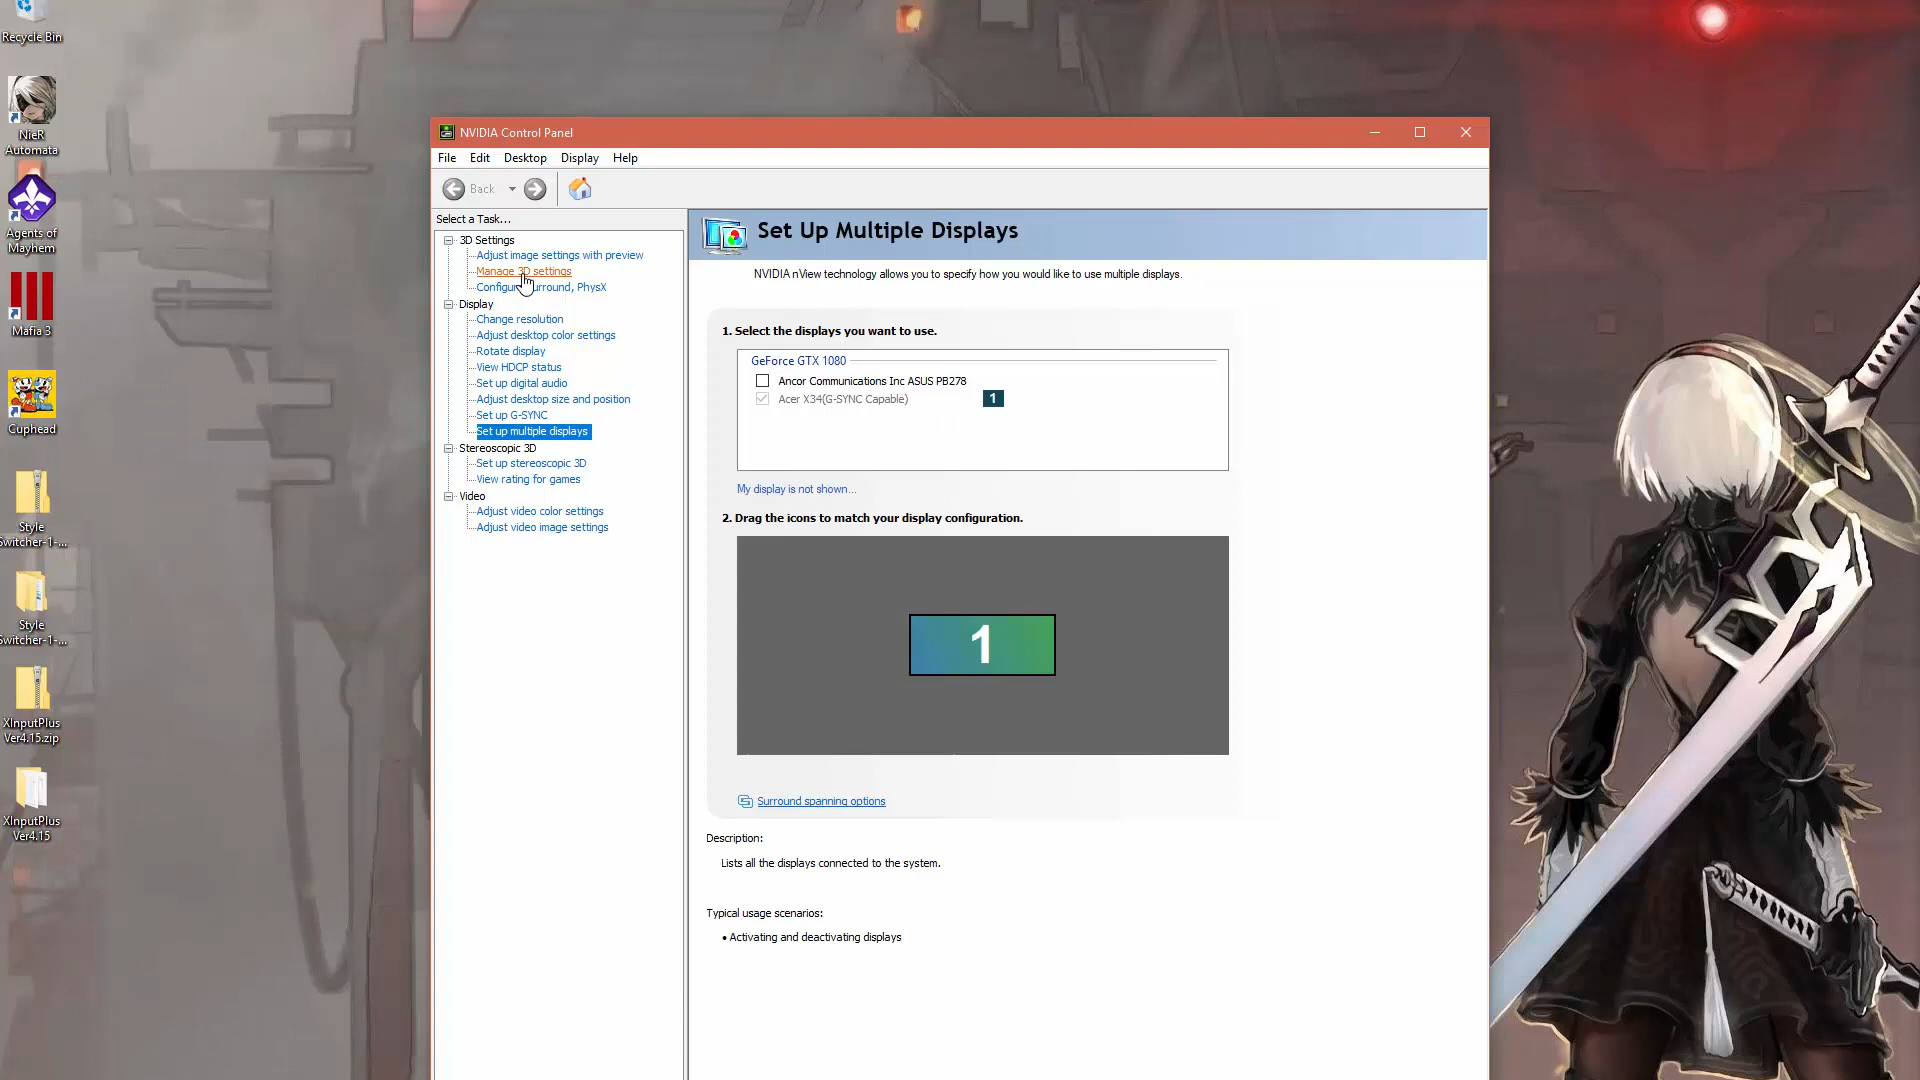 Recycle Bin
NieR
Automata
Agents of
Mayhem
Mafia 3
Cuphead
Style
Switcher-1-...
Style
Switcher-1-...
XInputPlus
Ver4.15.zip
XInputPlus
Ver4.15
NVIDIA Control Panel
File Edit Desktop Display Help
Back
Select a Task...
3D Settings
Adjust image settings with preview
Manage 3D settings
Configure Surround, PhysX
Display
Change resolution
Adjust desktop color settings
Rotate display
View HDCP status
Set up digital audio
Adjust desktop size and position
Set up G-SYNC
Set up multiple displays
Stereoscopic 3D
Set up stereoscopic 3D
View rating for games
Video
Adjust video color settings
Adjust video image settings
Set Up Multiple Displays
NVIDIA nView technology allows you to specify how you would like to use multiple displays.
1. Select the displays you want to use.
GeForce GTX 1080
Ancor Communications Inc ASUS PB278
Acer X34(G-SYNC Capable) 1
My display is not shown...
2. Drag the icons to match your display configuration.
1
Surround spanning options
Description:
Lists all the displays connected to the system.
Typical usage scenarios:
• Activating and deactivating displays